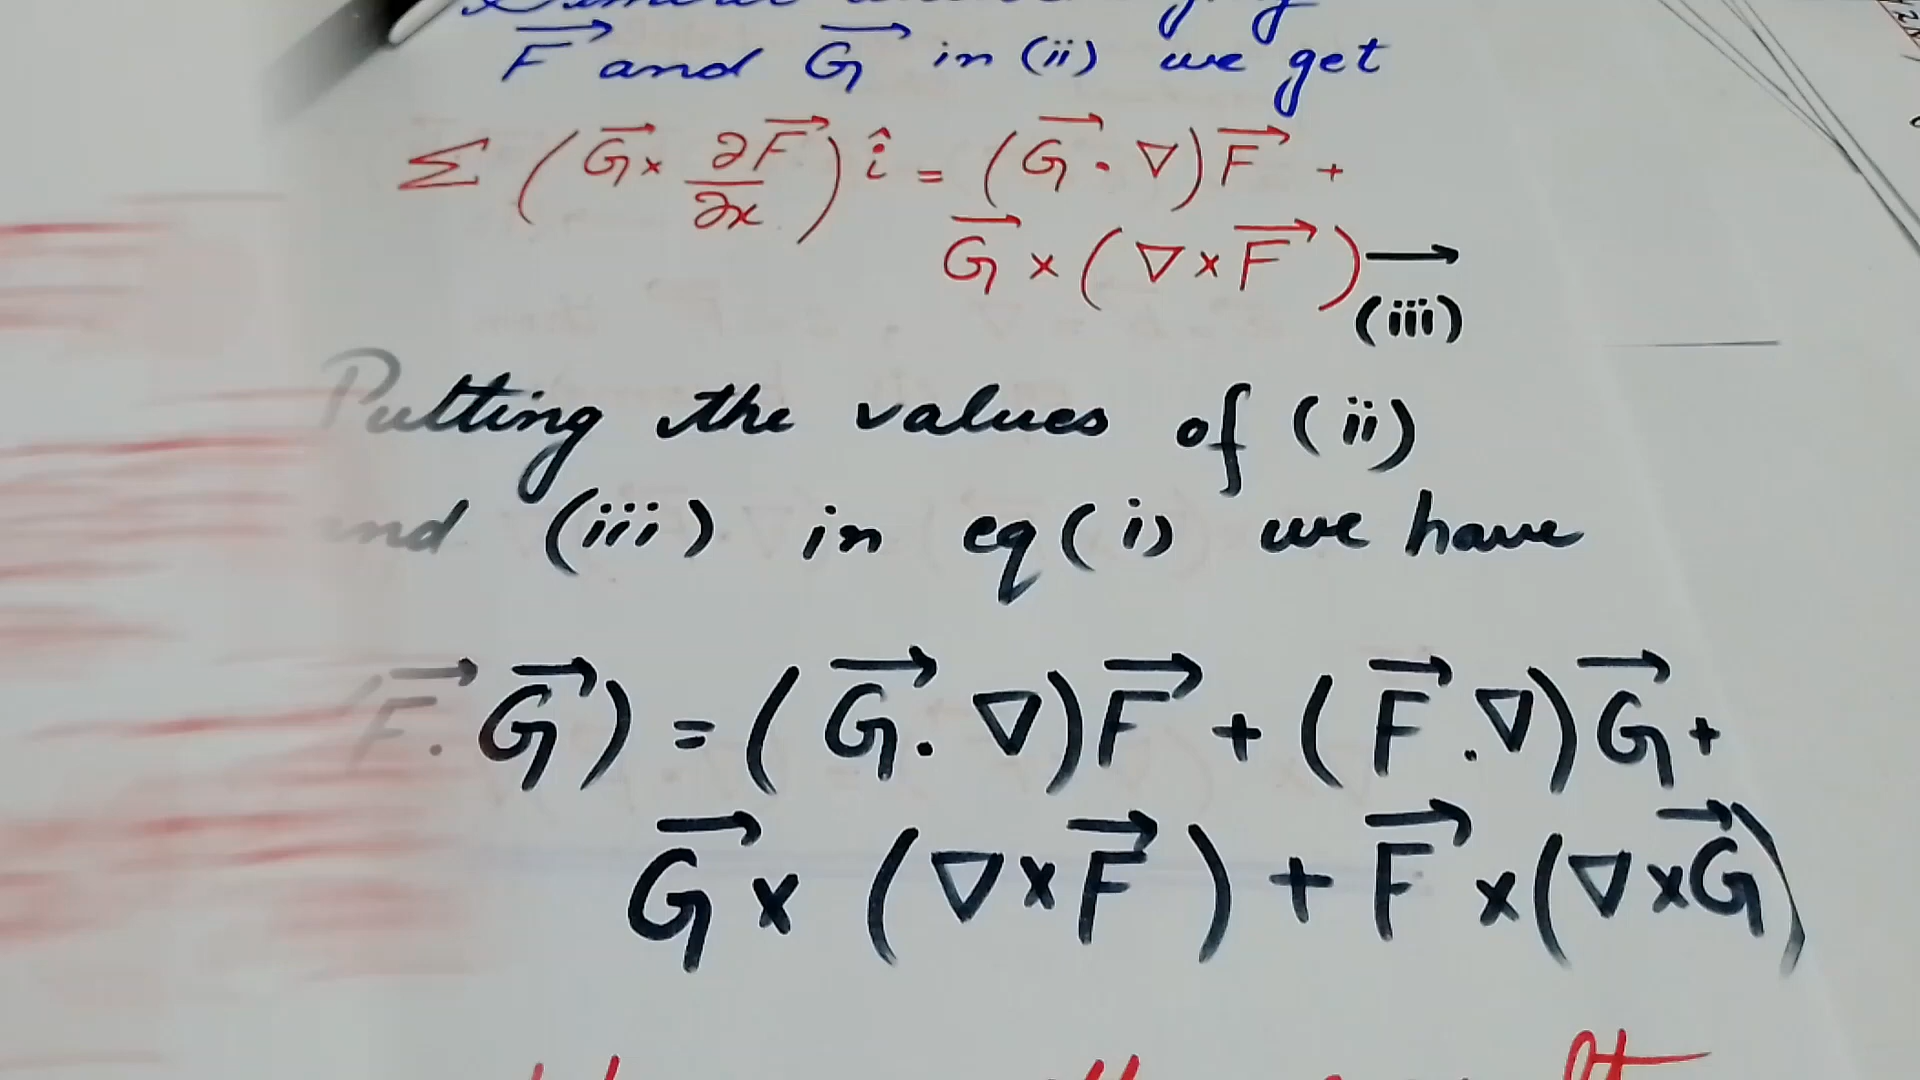 F⃗ and G⃗ in (ii) we get
Σ (G⃗ × ∂F⃗/∂x) î = (G⃗ . ∇) F⃗ +
G⃗ × (∇ × F⃗) → (iii)
Putting the values of (ii)
and (iii) in eq (i) we have
(F⃗ . G⃗) = (G⃗ . ∇) F⃗ + (F⃗ . ∇) G⃗ +
G⃗ × (∇ × F⃗) + F⃗ × (∇ × G⃗)